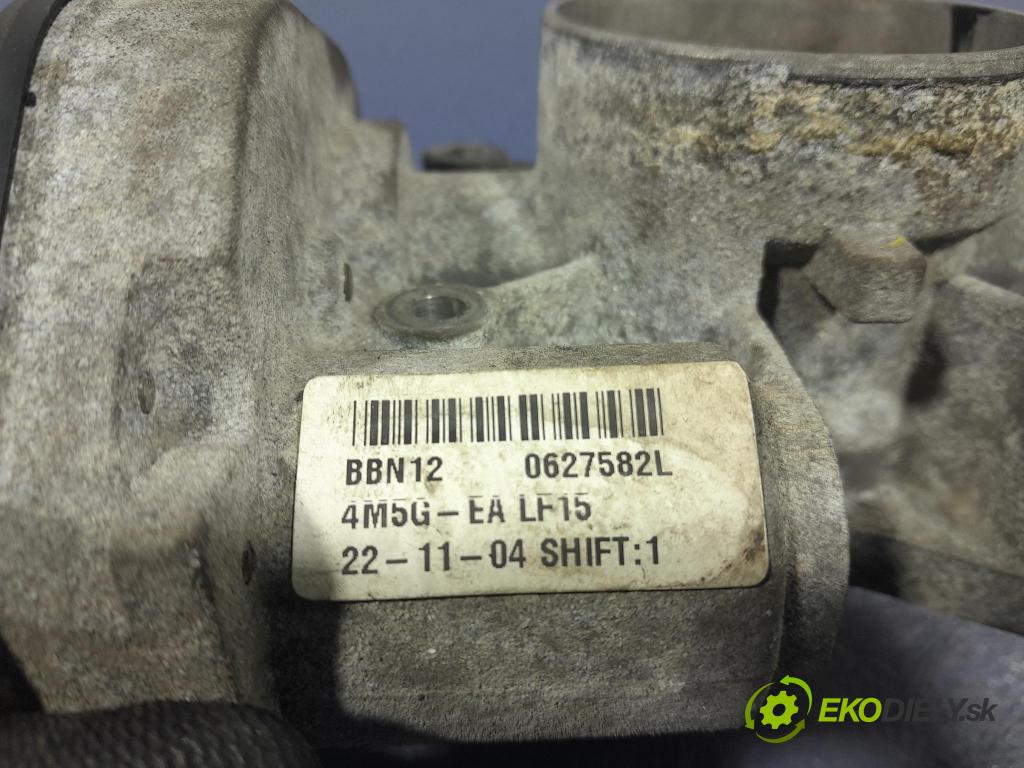 BBN12 0627582L
4M5G-EA LF15
22-11-04 SHIFT:1
EKODIELY.sk